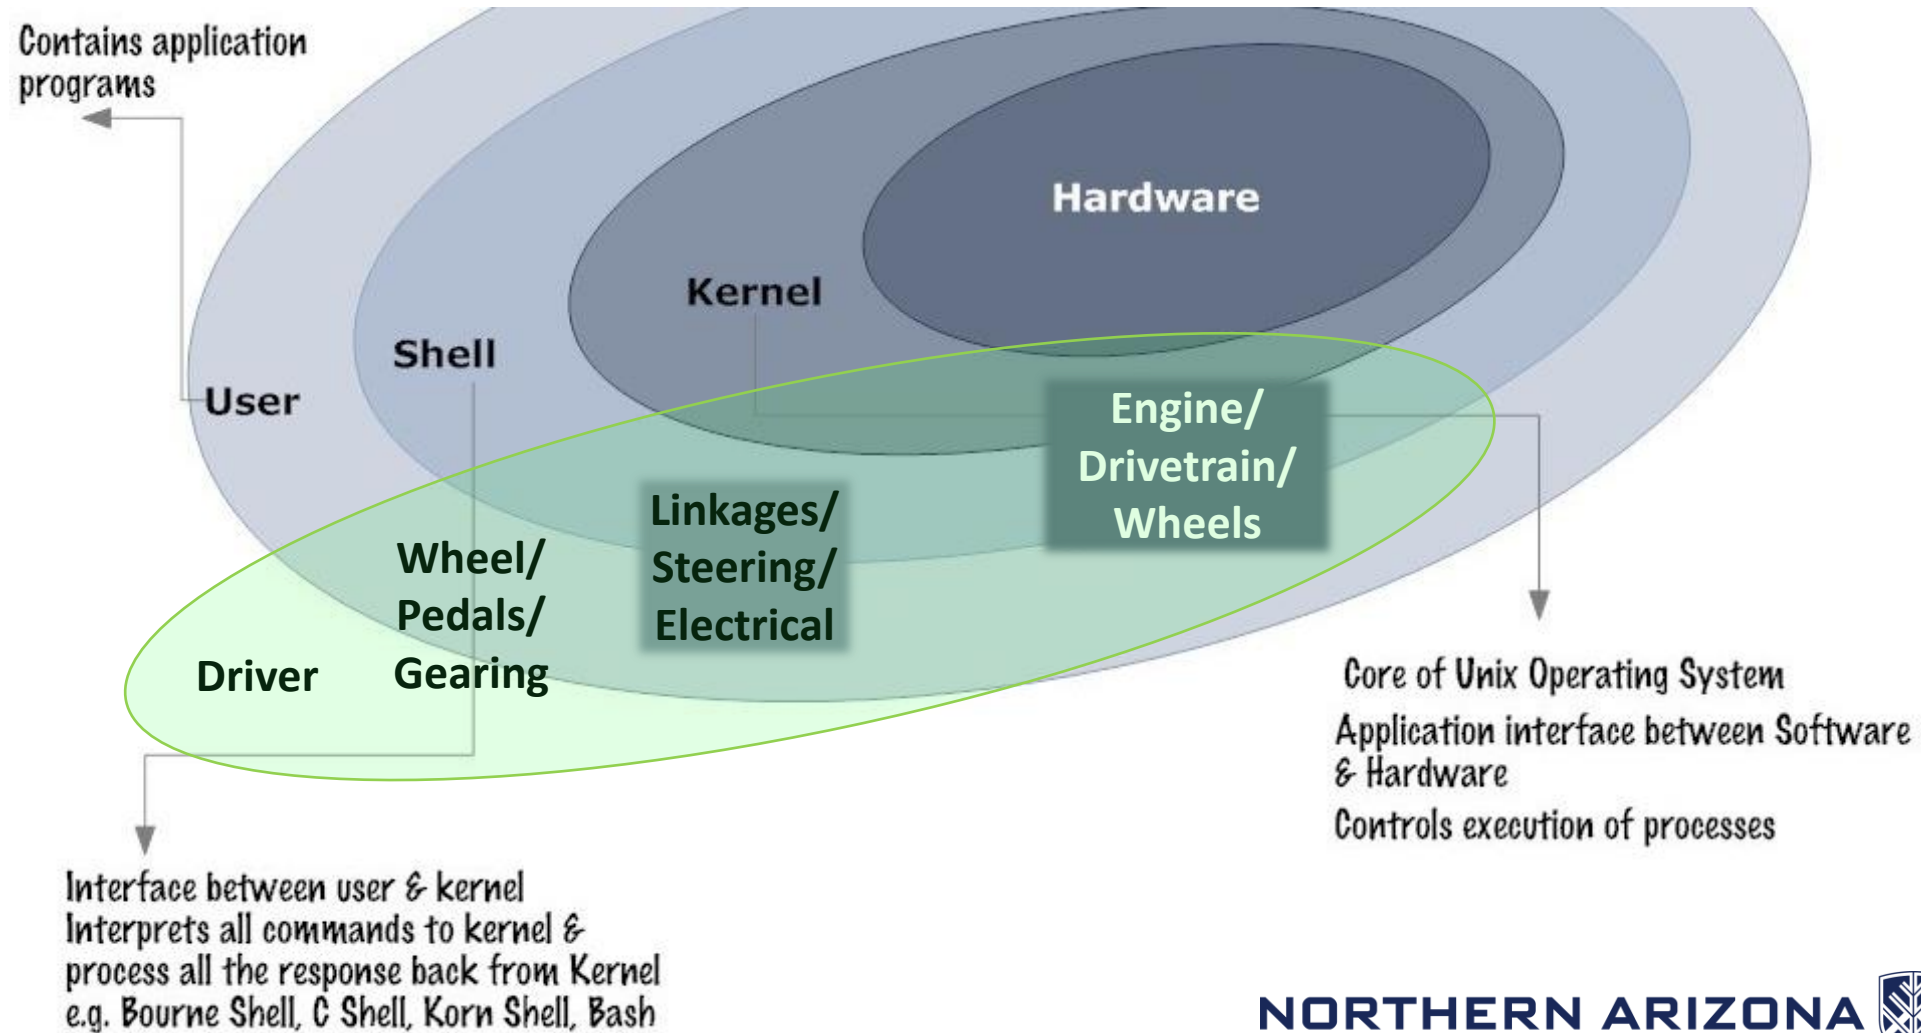 Contains application
programs
Hardware
Kernel
Shell
User
Engine/
Drivetrain/
Wheels
Linkages/
Steering/
Electrical
Wheel/
Pedals/
Gearing
Driver
Core of Unix Operating System
Application interface between Software
& Hardware
Controls execution of processes
Interface between user & kernel
Interprets all commands to kernel &
process all the response back from Kernel
e.g. Bourne Shell, C Shell, Korn Shell, Bash
NORTHERN ARIZONA